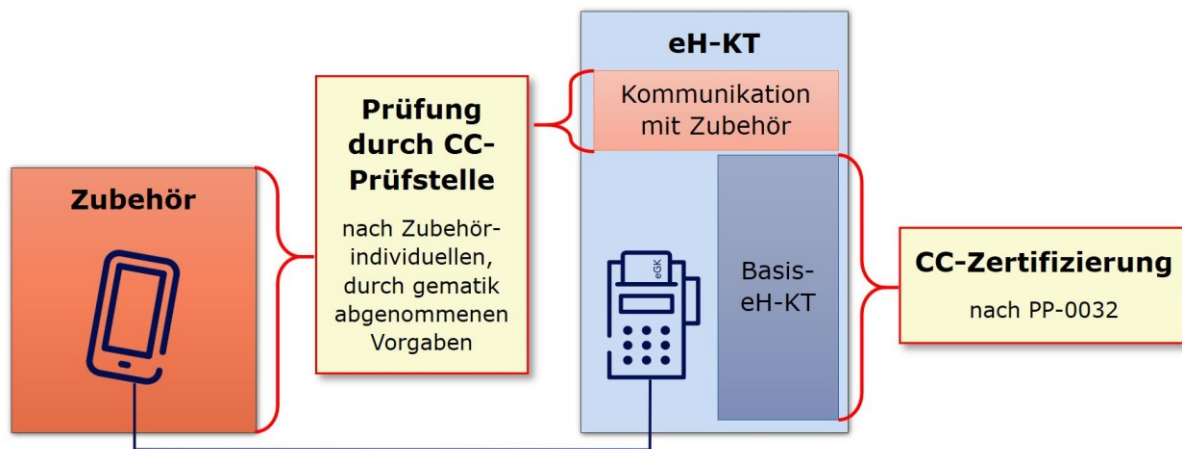 Zubehör
Prüfung
durch CC-
Prüfstelle
nach Zubehör-
individuellen,
durch gematik
abgenommenen
Vorgaben
eH-KT
Kommunikation
mit Zubehör
eGK
Basis-
eH-KT
CC-Zertifizierung
nach PP-0032